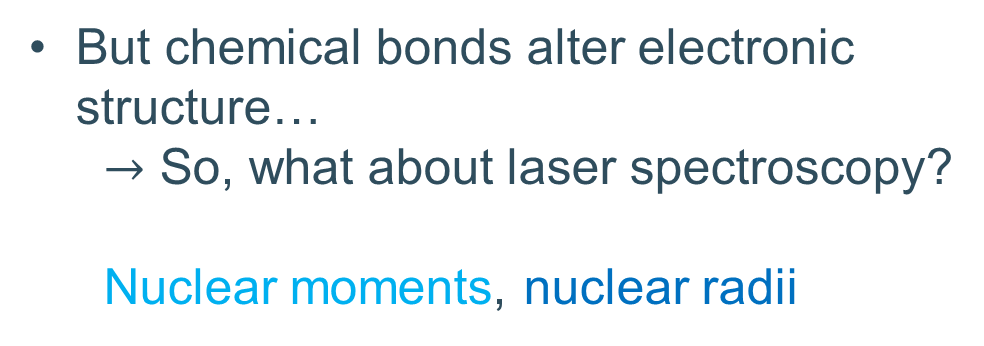 • But chemical bonds alter electronic
structure…
→ So, what about laser spectroscopy?
Nuclear moments, nuclear radii